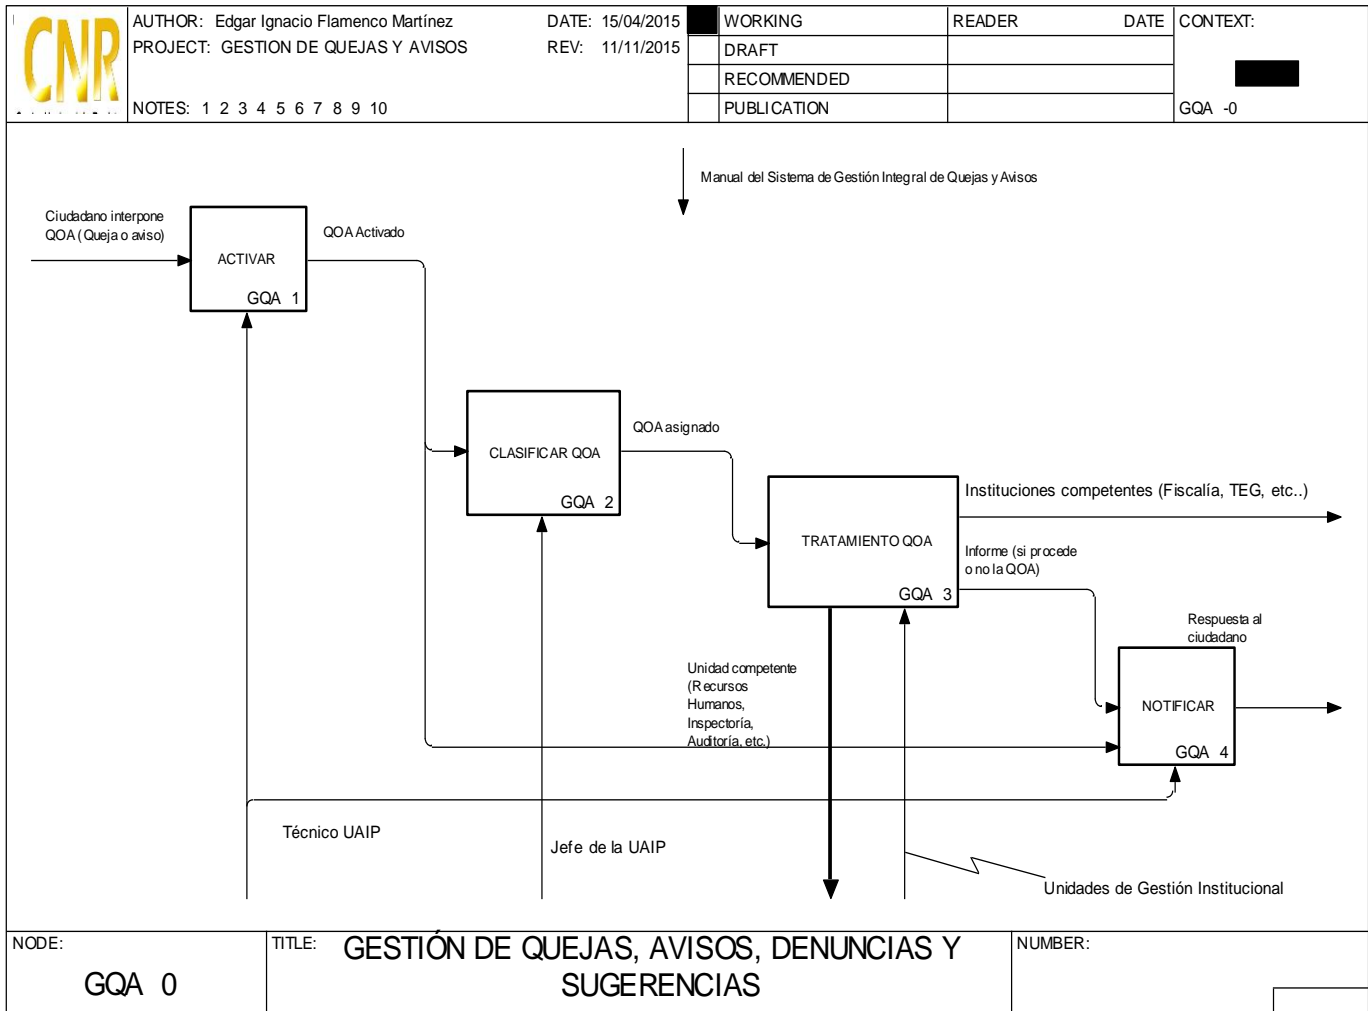 CNR
AUTHOR: Edgar Ignacio Flamenco Martínez
DATE: 15/04/2015
PROJECT: GESTION DE QUEJAS Y AVISOS
REV: 11/11/2015
NOTES: 1 2 3 4 5 6 7 8 9 10
WORKING
DRAFT
RECOMMENDED
PUBLICATION
READER
DATE
CONTEXT:
GQA -0
Manual del Sistema de Gestión Integral de Quejas y Avisos
Ciudadano interpone
QOA (Queja o aviso)
ACTIVAR
GQA 1
QOA Activado
CLASIFICAR QOA
GQA 2
QOA asignado
TRATAMIENTO QOA
GQA 3
Instituciones competentes (Fiscalía, TEG, etc..)
Informe (si procede
o no la QOA)
Respuesta al
ciudadano
NOTIFICAR
GQA 4
Unidad competente
(Recursos
Humanos,
Inspectoría,
Auditoría, etc.)
Técnico UAIP
Jefe de la UAIP
Unidades de Gestión Institucional
NODE:
GQA 0
TITLE:
GESTIÓN DE QUEJAS, AVISOS, DENUNCIAS Y
SUGERENCIAS
NUMBER: